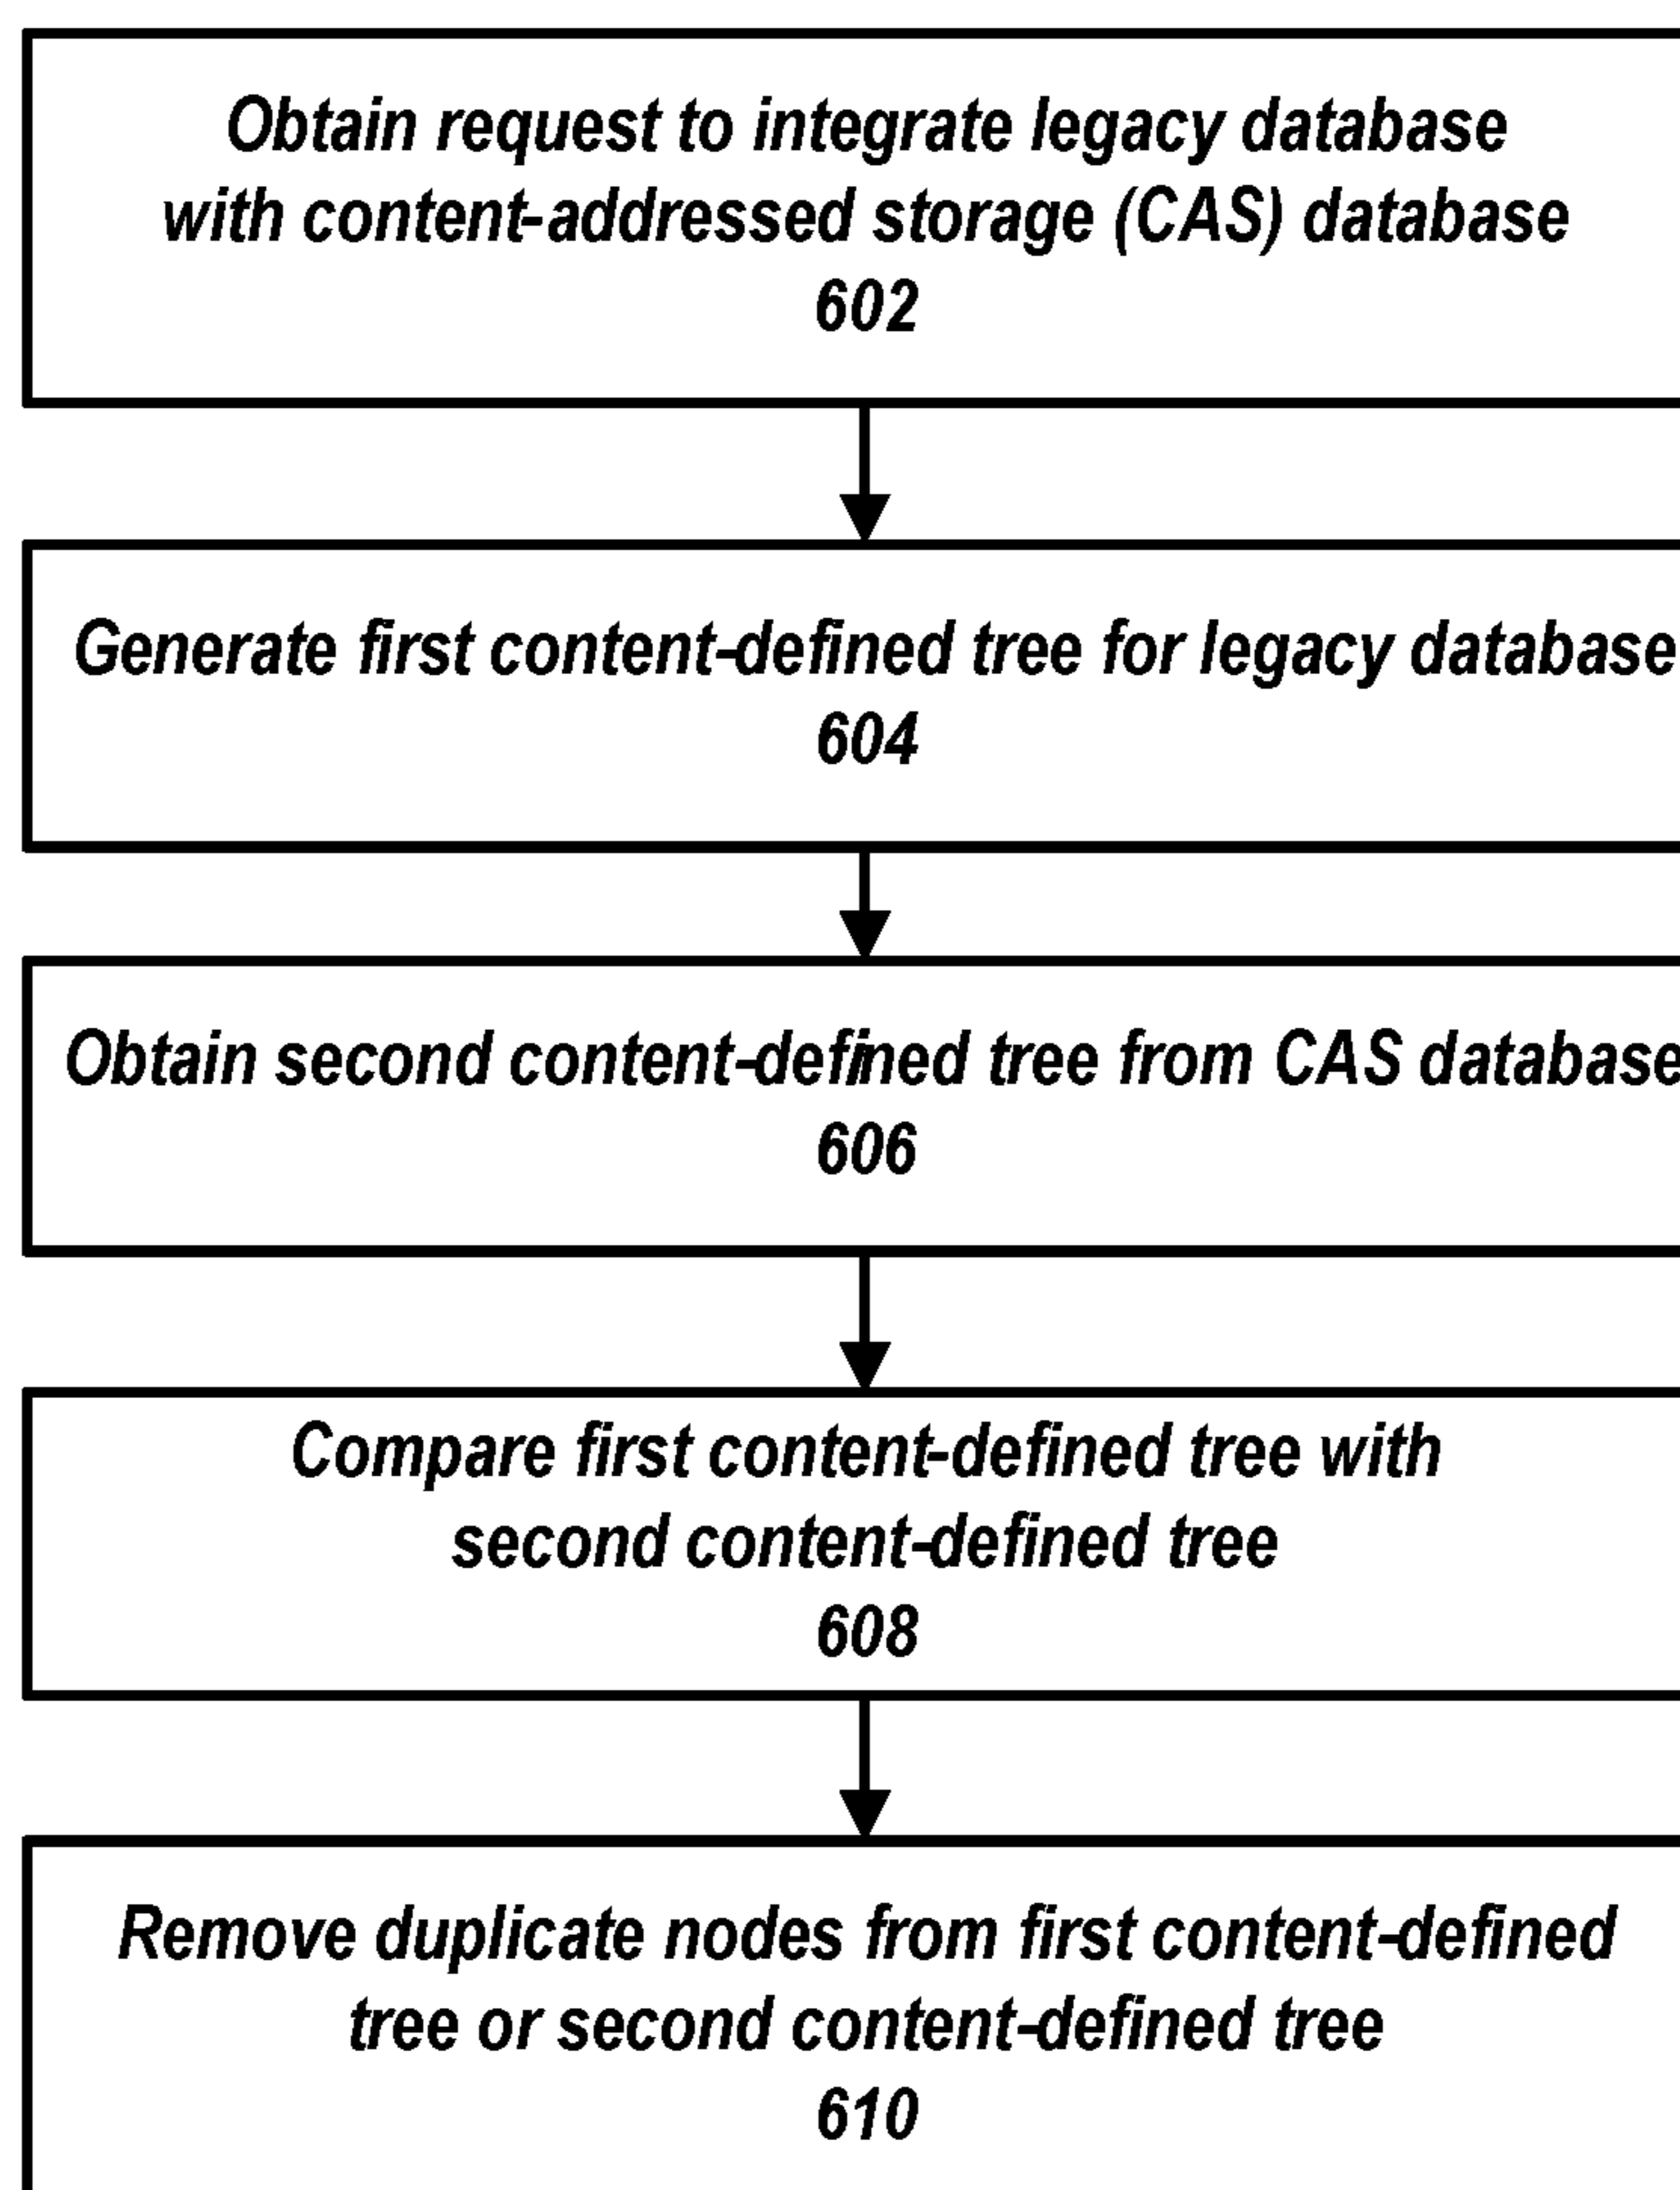 Obtain request to integrate legacy database
with content-addressed storage (CAS) database
602
Generate first content-defined tree for legacy database
604
Obtain second content-defined tree from CAS database
606
Compare first content-defined tree with
second content-defined tree
608
Remove duplicate nodes from first content-defined
tree or second content-defined tree
610